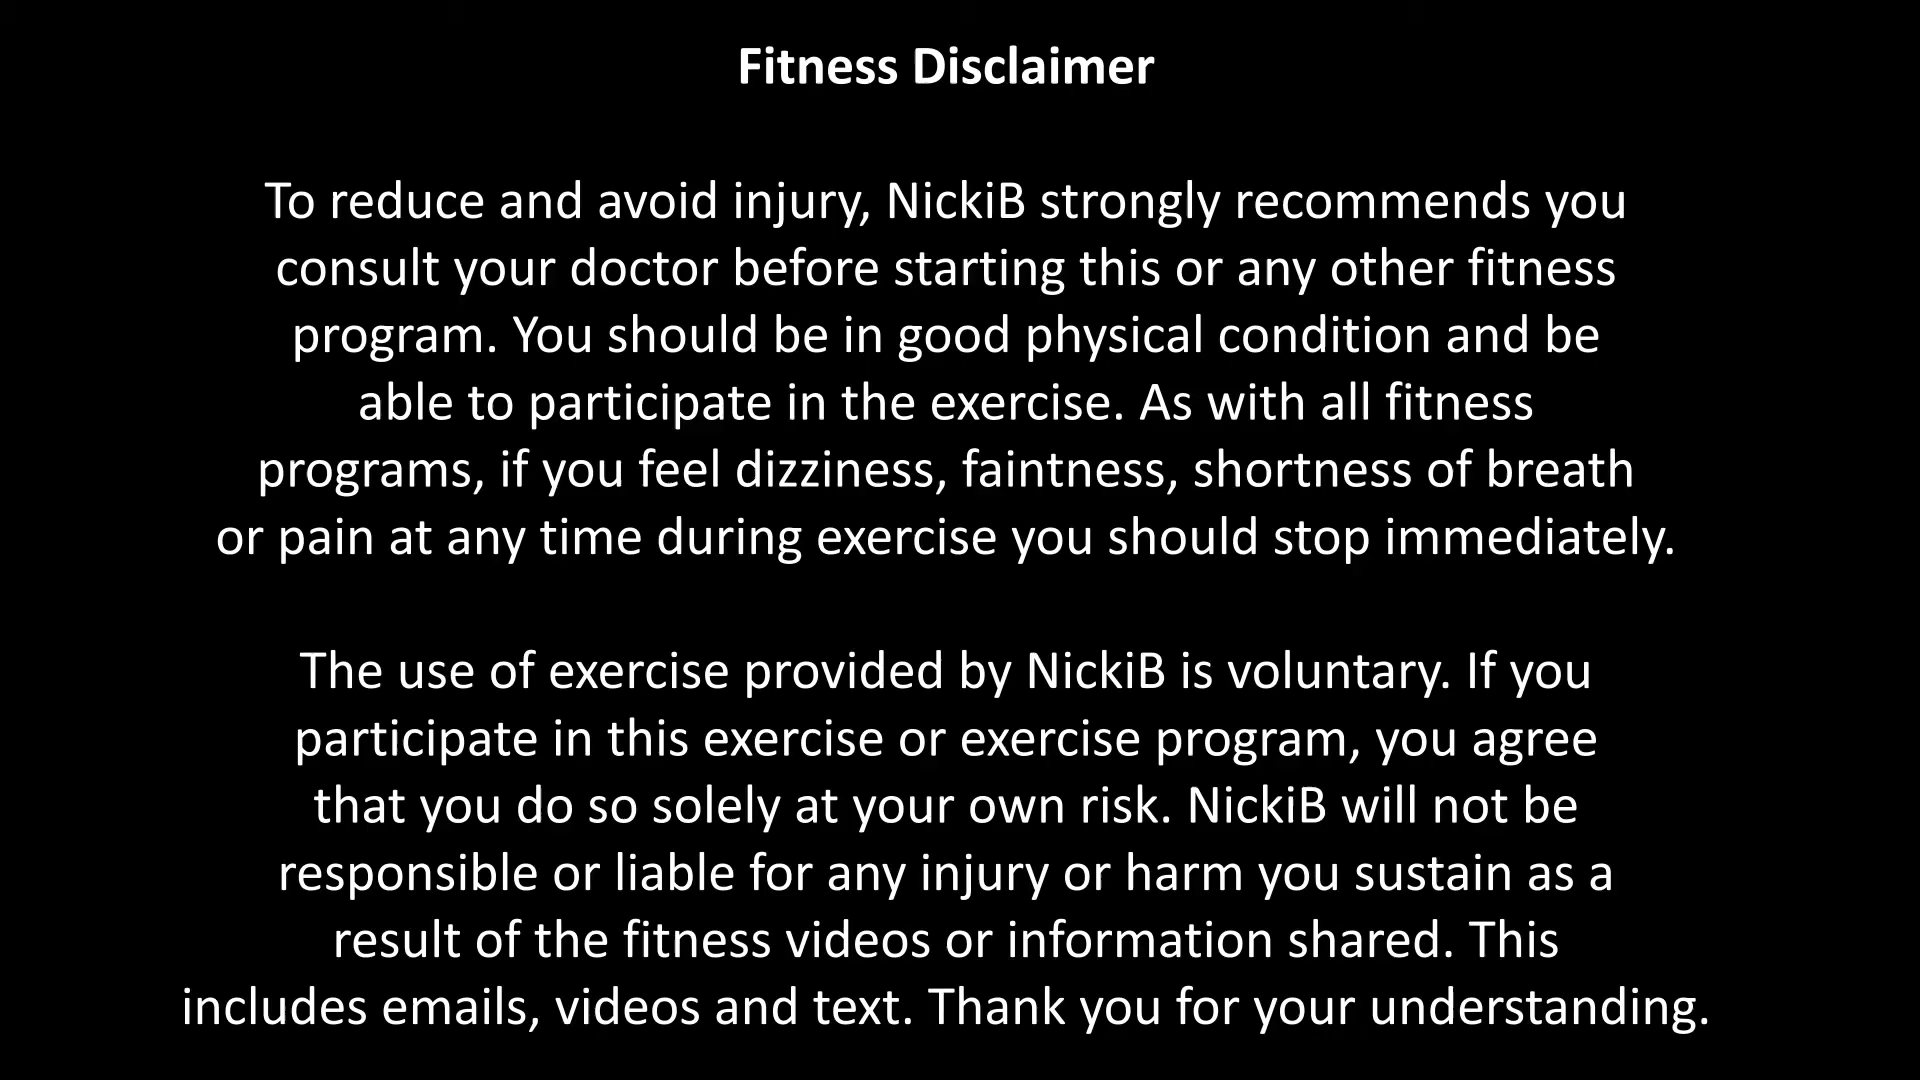 Fitness Disclaimer
To reduce and avoid injury, NickiB strongly recommends you
consult your doctor before starting this or any other fitness
program. You should be in good physical condition and be
able to participate in the exercise. As with all fitness
programs, if you feel dizziness, faintness, shortness of breath
or pain at any time during exercise you should stop immediately.
The use of exercise provided by NickiB is voluntary. If you
participate in this exercise or exercise program, you agree
that you do so solely at your own risk. NickiB will not be
responsible or liable for any injury or harm you sustain as a
result of the fitness videos or information shared. This
includes emails, videos and text. Thank you for your understanding.